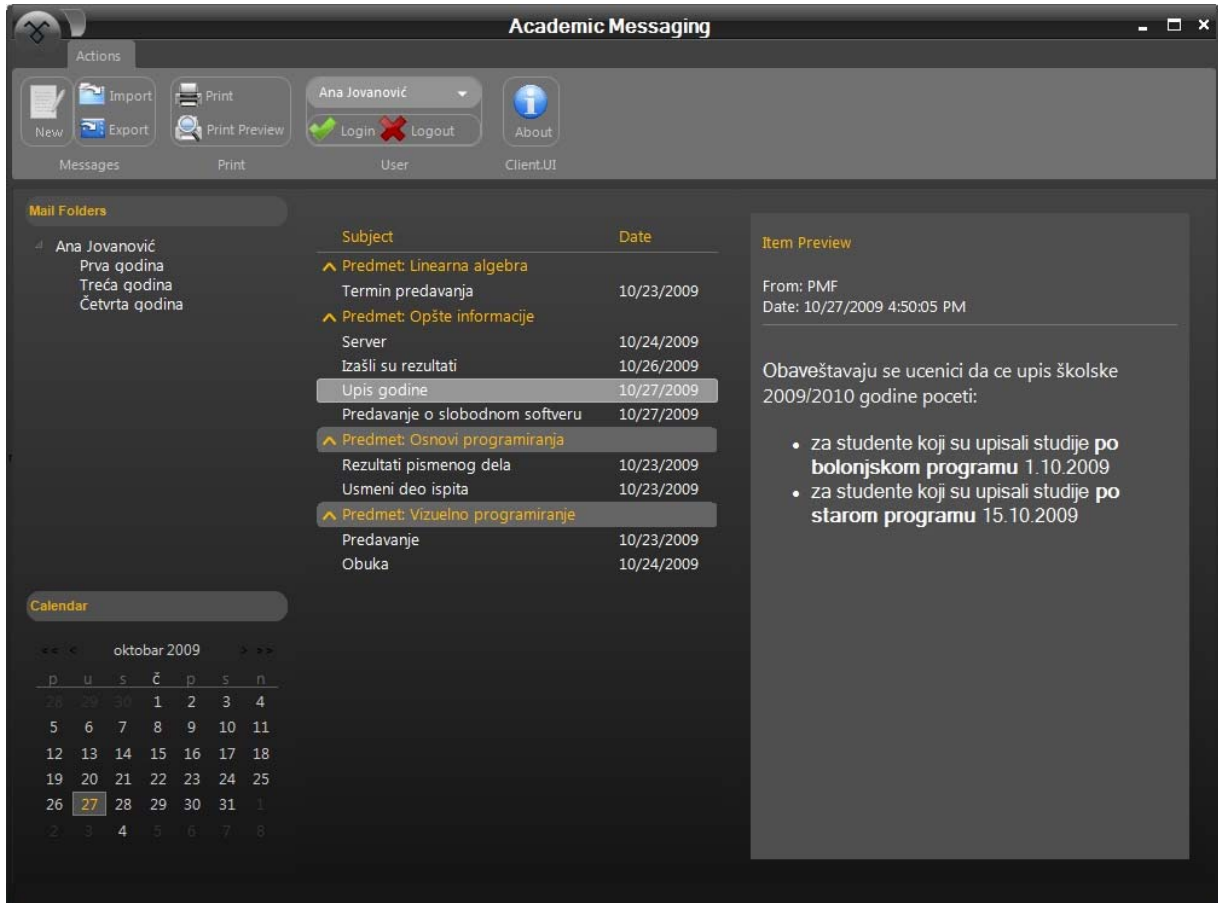 Academic Messaging
Actions
New
Import
Export
Messages
Print
Print Preview
Print
Ana Jovanović
Login Logout
User
About
Client.UI
Mail Folders
Ana Jovanović
Prva godina
Treća godina
Četvrta godina
Subject Date
Predmet: Linearna algebra
Termin predavanja 10/23/2009
Predmet: Opšte informacije
Server 10/24/2009
Izašli su rezultati 10/26/2009
Upis godine 10/27/2009
Predavanje o slobodnom softveru 10/27/2009
Predmet: Osnovi programiranja
Rezultati pismenog dela 10/23/2009
Usmeni deo ispita 10/23/2009
Predmet: Vizuelno programiranje
Predavanje 10/23/2009
Obuka 10/24/2009
Item Preview
From: PMF
Date: 10/27/2009 4:50:05 PM
Obaveštavaju se ucenici da ce upis školske
2009/2010 godine poceti:
• za studente koji su upisali studije po
bolonjskom programu 1.10.2009
• za studente koji su upisali studije po
starom programu 15.10.2009
Calendar
<< < oktobar 2009 > >>
p u s č p s n
28 29 30 1 2 3 4
5 6 7 8 9 10 11
12 13 14 15 16 17 18
19 20 21 22 23 24 25
26 27 28 29 30 31 1
2 3 4 5 6 7 8